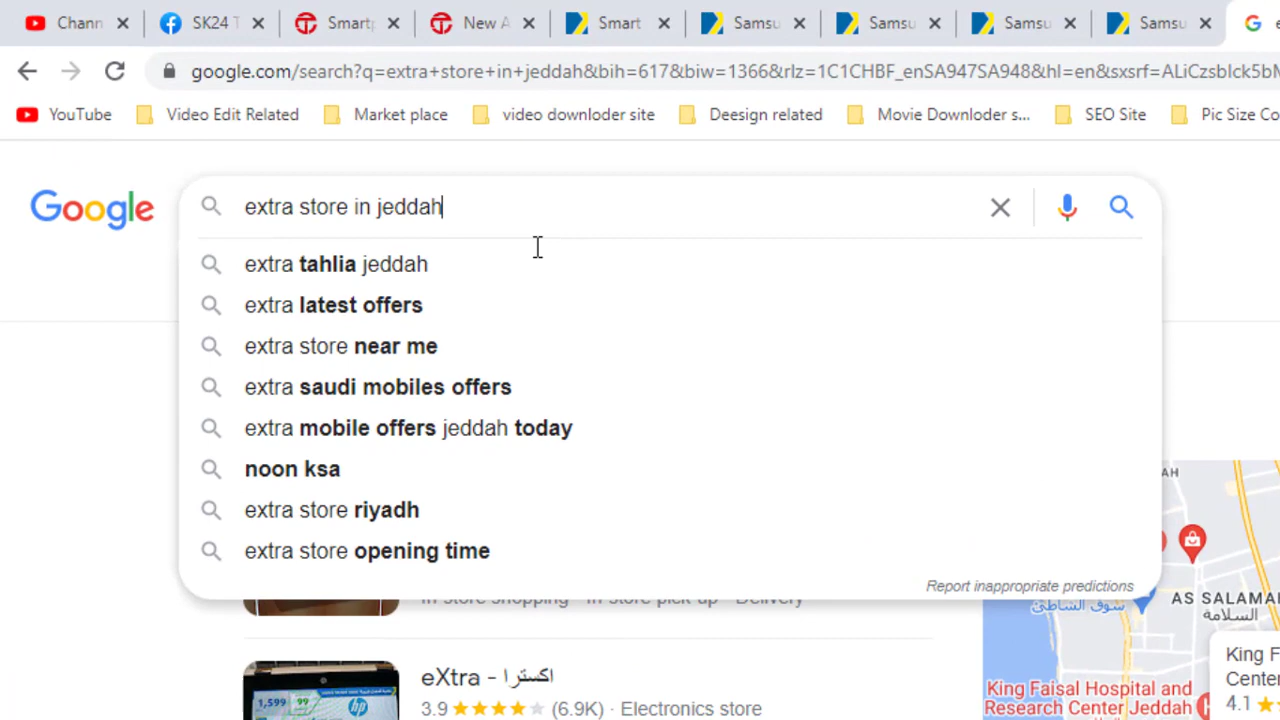 Chann
SK24 T
Smartp
New A
Smart
Samsu
Samsu
Samsu
Samsu
google.com/search?q=extra+store+in+jeddah&bih=617&biw=1366&rlz=1C1CHBF_enSA947SA948&hl=en&sxsrf=ALiCzsblck5bM
YouTube
Video Edit Related
Market place
video downloder site
Deesign related
Movie Downloder s...
SEO Site
Pic Size Co
Google
extra store in jeddah
extra tahlia jeddah
extra latest offers
extra store near me
extra saudi mobiles offers
extra mobile offers jeddah today
noon ksa
extra store riyadh
extra store opening time
Report inappropriate predictions
In-store shopping · In-store pick-up · Delivery
eXtra - اكسترا
3.9 (6.9K) · Electronics store
1,599 99
hp
AH
سوق الشاطئ
AS SALAMA
السلامة
King Faisal Hospital and
Research Center Jeddah
King F
Center
4.1